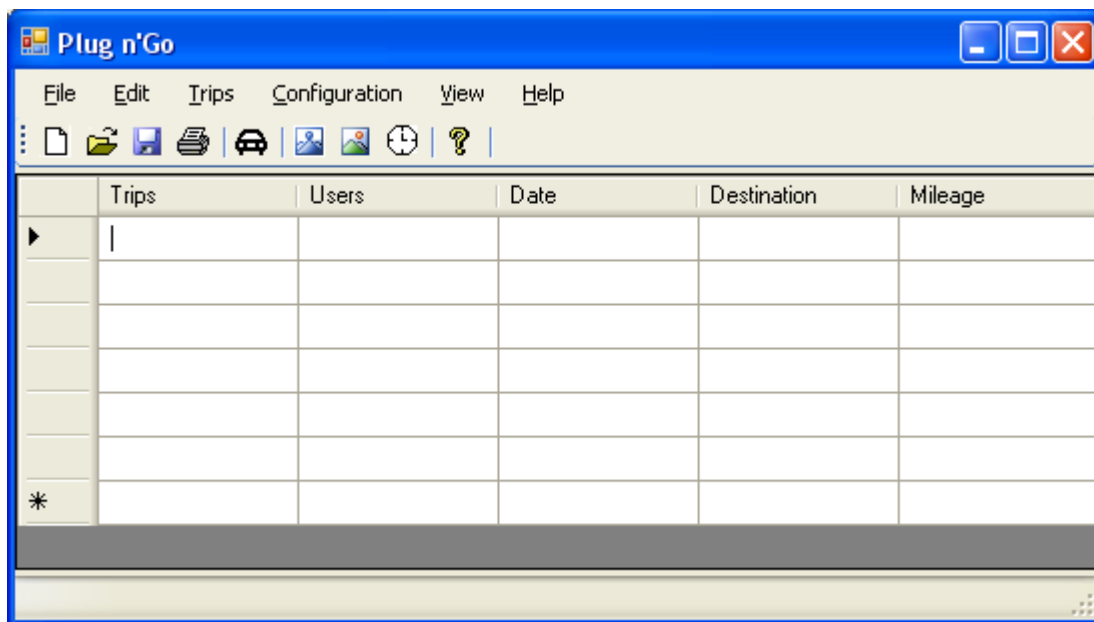 Plug n'Go
File Edit Trips Configuration View Help
Trips Users Date Destination Mileage